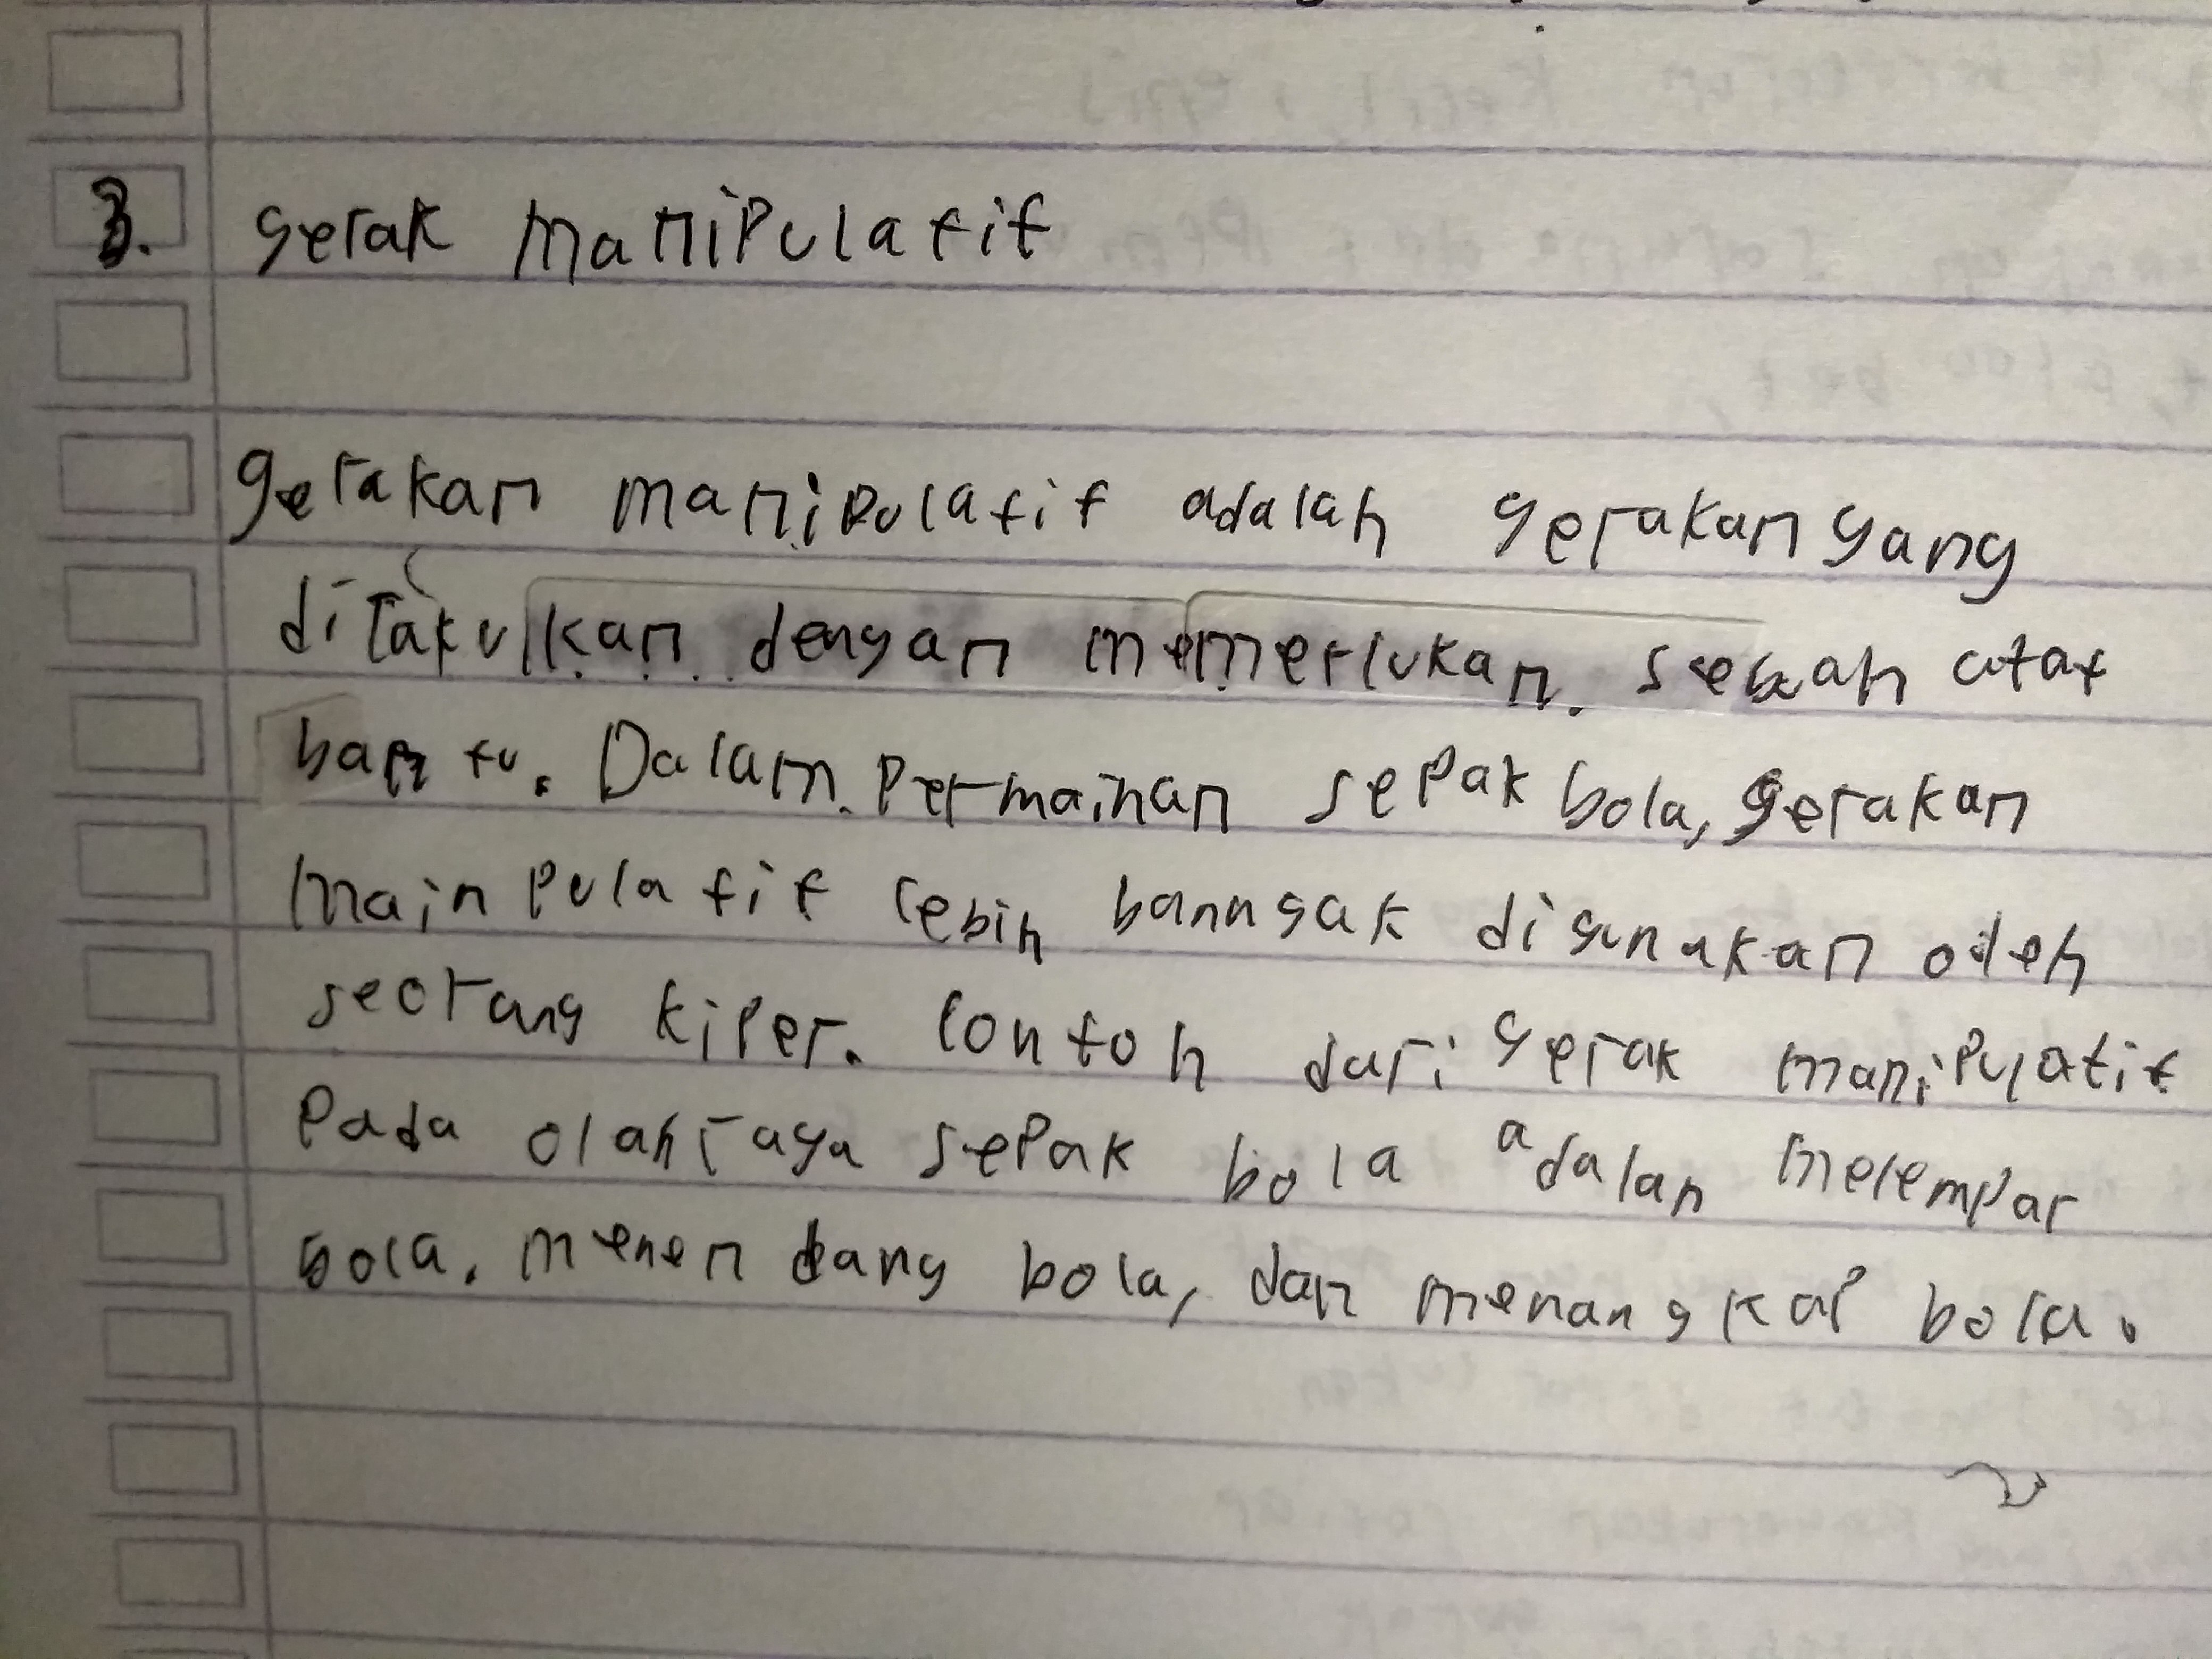 3. gerak manipulatif
gerakan manipulatif adalah gerakan yang
dilakukan dengan memerlukan sebuah atat
bantu. Dalam. Permainan sepak bola, gerakan
mainpulatif lebih bannyak digunakan oleh
seorang kiper. Contoh dari gerak manipulatif
Pada olahraga sepak bola adalah melempar
bola. menendang bola, dan menangkap bola.